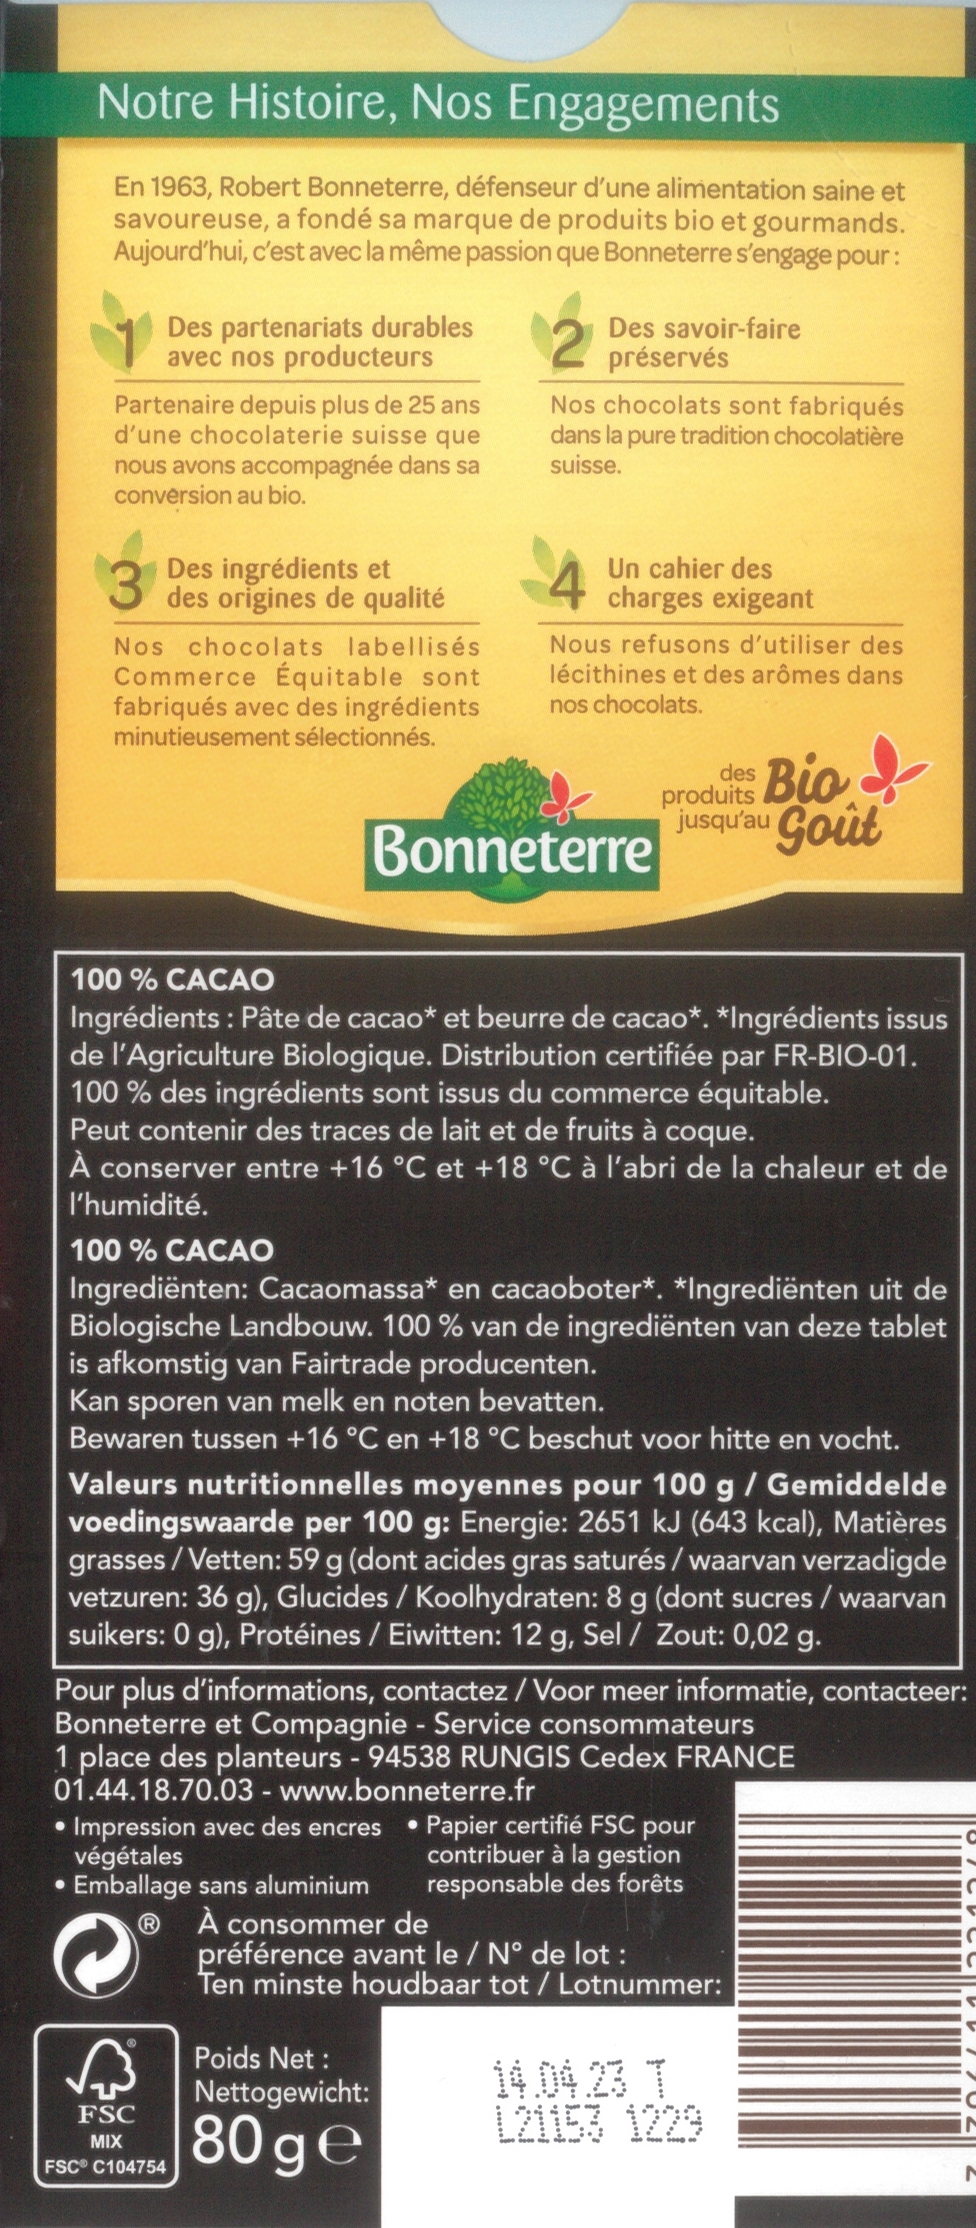 Notre Histoire, Nos Engagements
En 1963, Robert Bonneterre, défenseur d'une alimentation saine et
savoureuse, a fondé sa marque de produits bio et gourmands.
Aujourd'hui, c'est avec la même passion que Bonneterre s'engage pour :
1 Des partenariats durables
avec nos producteurs
Partenaire depuis plus de 25 ans
d'une chocolaterie suisse que
nous avons accompagnée dans sa
conversion au bio.
2 Des savoir-faire
préservés
Nos chocolats sont fabriqués
dans la pure tradition chocolatière
suisse.
3 Des ingrédients et
des origines de qualité
Nos chocolats labellisés
Commerce Équitable sont
fabriqués avec des ingrédients
minutieusement sélectionnés.
4 Un cahier des
charges exigeant
Nous refusons d'utiliser des
lécithines et des arômes dans
nos chocolats.
Bonneterre
des
produits Bio
jusqu'au Goût
100 % CACAO
Ingrédients : Pâte de cacao* et beurre de cacao*. *Ingrédients issus
de l'Agriculture Biologique. Distribution certifiée par FR-BIO-01.
100 % des ingrédients sont issus du commerce équitable.
Peut contenir des traces de lait et de fruits à coque.
À conserver entre +16 °C et +18 °C à l'abri de la chaleur et de
l'humidité.
100 % CACAO
Ingrediënten: Cacaomassa* en cacaoboter*. *Ingrediënten uit de
Biologische Landbouw. 100 % van de ingrediënten van deze tablet
is afkomstig van Fairtrade producenten.
Kan sporen van melk en noten bevatten.
Bewaren tussen +16 °C en +18 °C beschut voor hitte en vocht.
Valeurs nutritionnelles moyennes pour 100 g / Gemiddelde
voedingswaarde per 100 g: Energie: 2651 kJ (643 kcal), Matières
grasses / Vetten: 59 g (dont acides gras saturés / waarvan verzadigde
vetzuren: 36 g), Glucides / Koolhydraten: 8 g (dont sucres / waarvan
suikers: 0 g), Protéines / Eiwitten: 12 g, Sel / Zout: 0,02 g.
Pour plus d'informations, contactez / Voor meer informatie, contacteer:
Bonneterre et Compagnie - Service consommateurs
1 place des planteurs - 94538 RUNGIS Cedex FRANCE
01.44.18.70.03 - www.bonneterre.fr
• Impression avec des encres
végétales
• Emballage sans aluminium
• Papier certifié FSC pour
contribuer à la gestion
responsable des forêts
®
À consommer de
préférence avant le / N° de lot :
Ten minste houdbaar tot / Lotnummer:
®
FSC
MIX
FSC® C104754
Poids Net :
Nettogewicht:
80 g e
14.04.23 T
L21153 1229